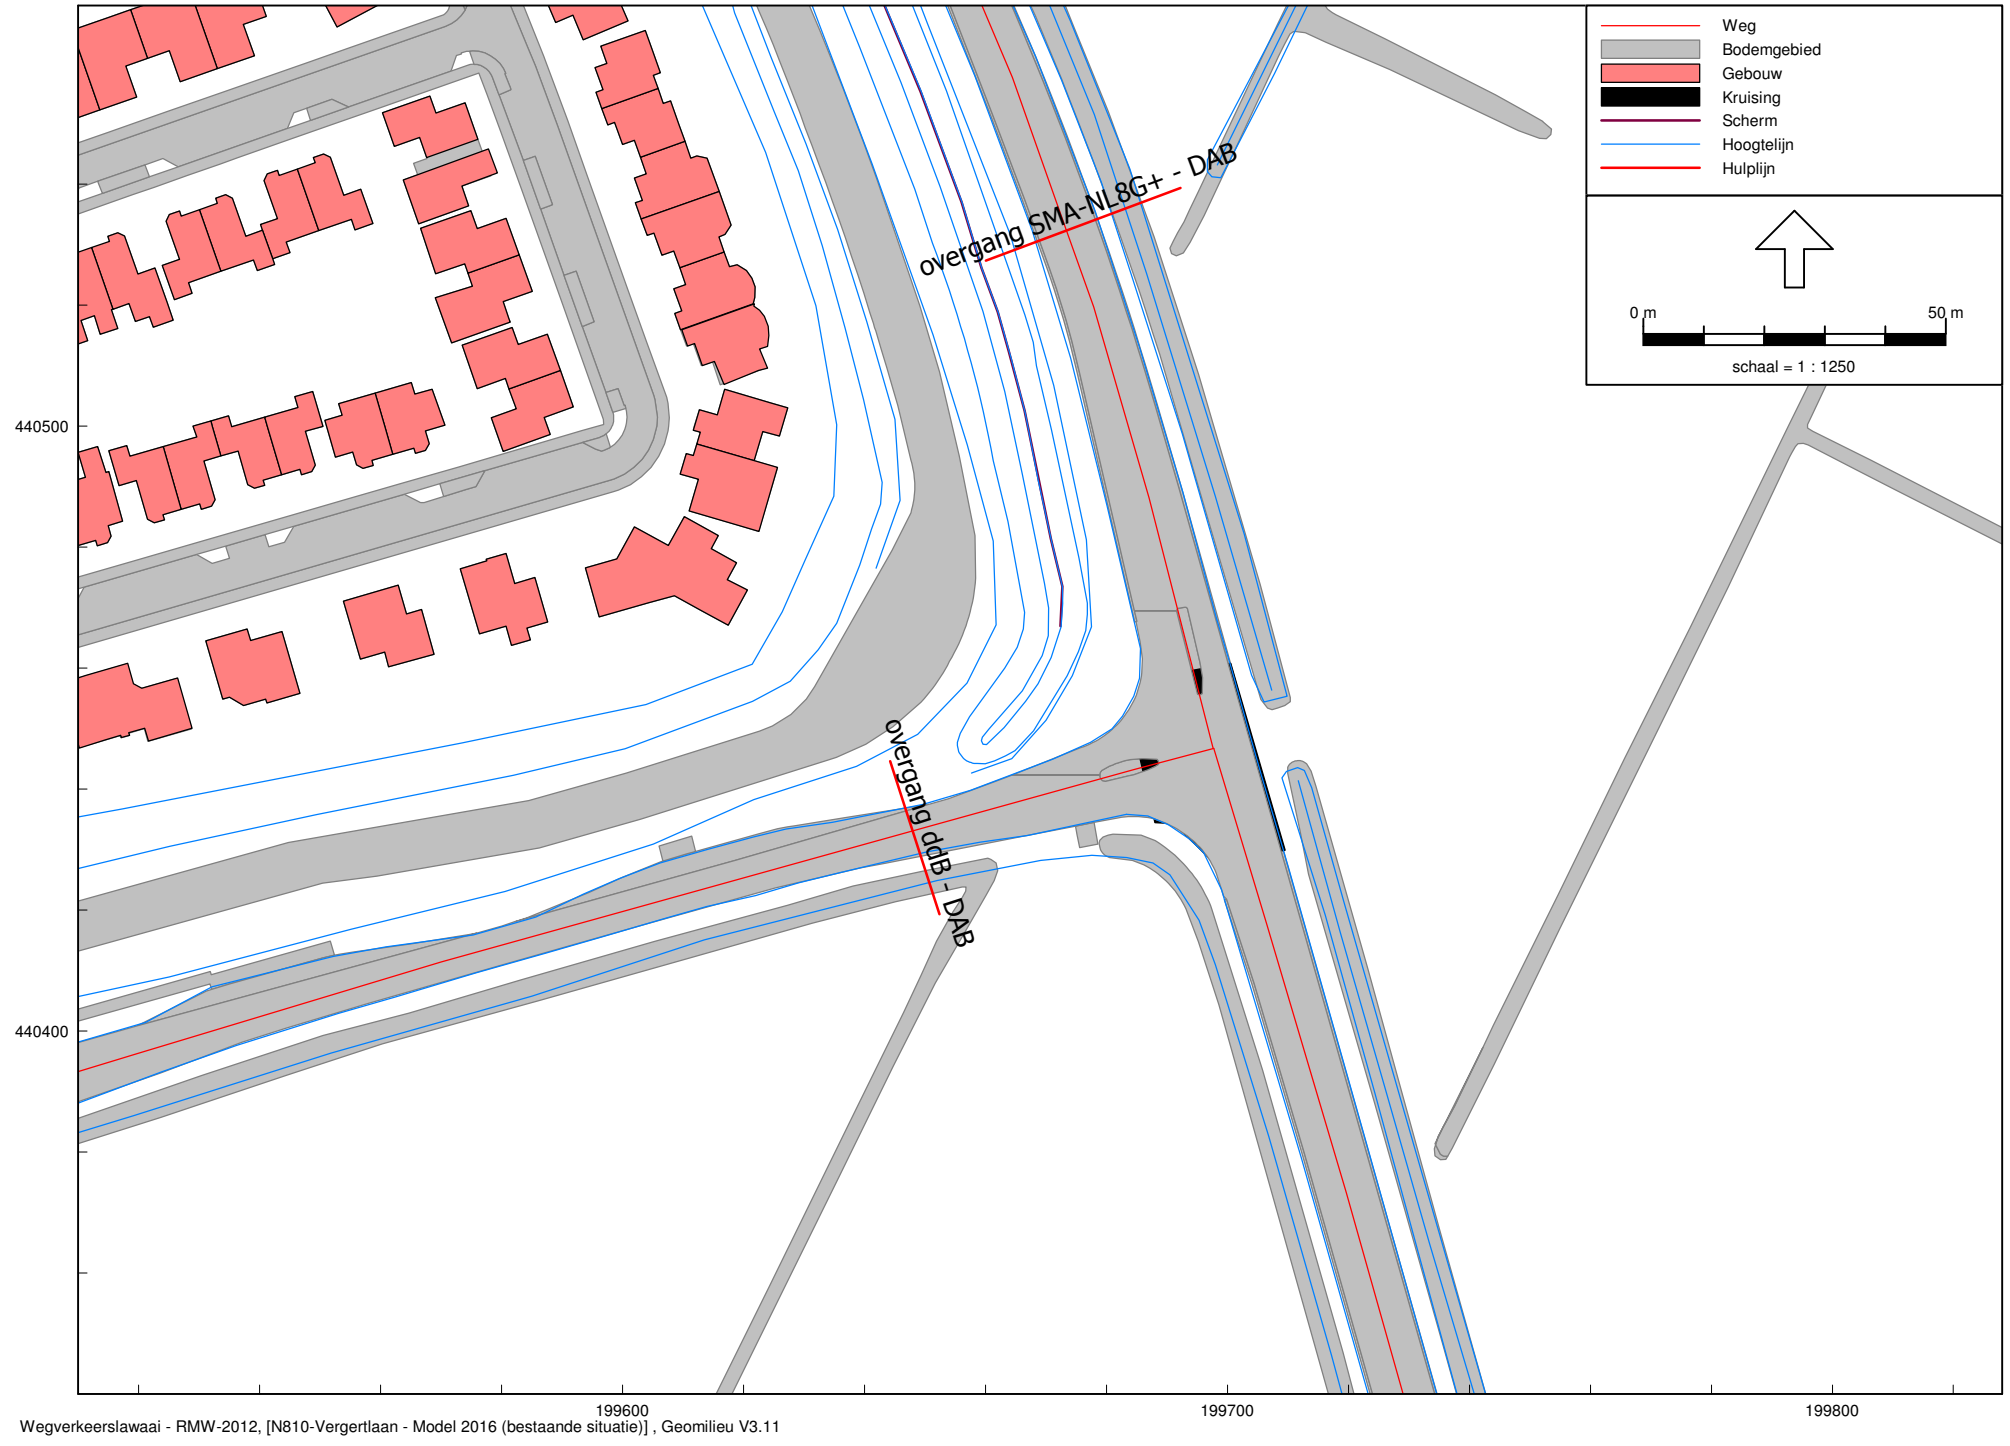 Weg
Bodemgebied
Gebouw
Kruising
Scherm
Hoogtelijn
Hulplijn
0 m
50 m
schaal = 1 : 1250
overgang SMA-NL8G+ - DAB
overgang ddB - DAB
440500
440400
199600
199700
199800
Wegverkeerslawaai - RMW-2012, [N810-Vergertlaan - Model 2016 (bestaande situatie)] , Geomilieu V3.11